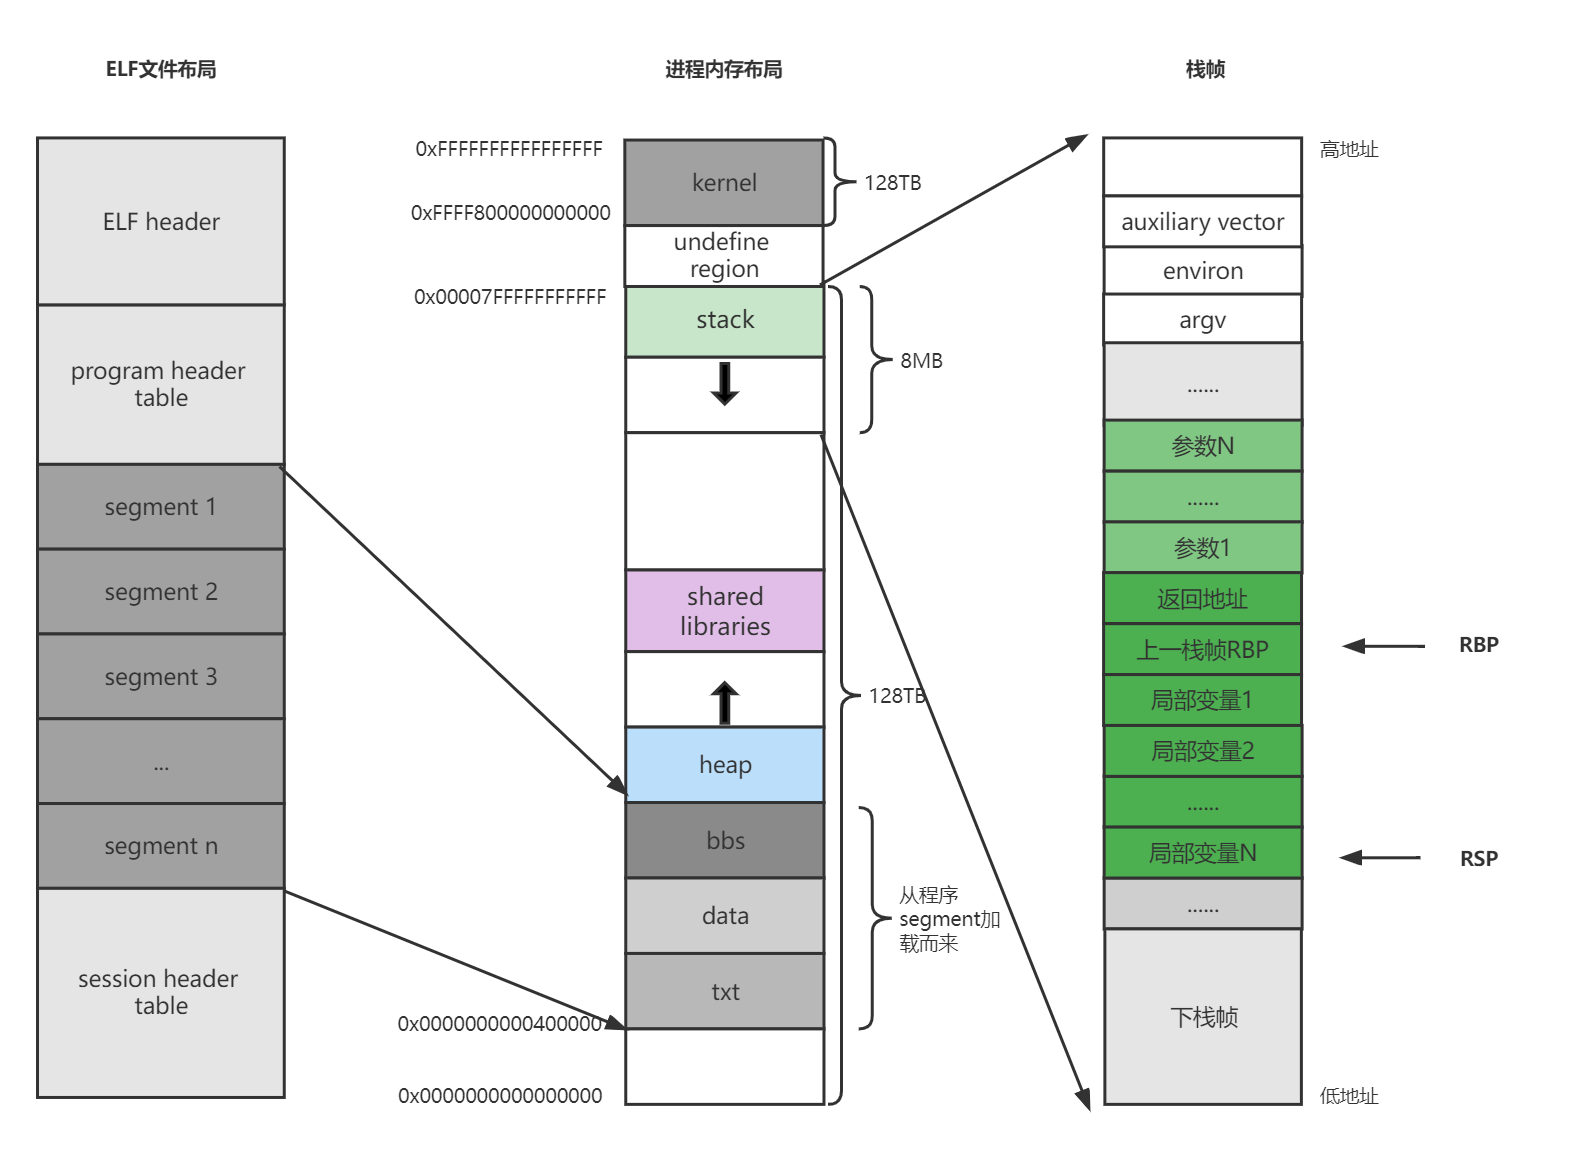 ELF文件布局
ELF header
program header
table
segment 1
segment 2
segment 3
...
segment n
session header
table
进程内存布局
0xFFFFFFFFFFFFFFFF
kernel
128TB
0xFFFF800000000000
undefine
region
0x00007FFFFFFFFFFF
stack
8MB
shared
libraries
128TB
heap
bbs
data
txt
从程序
segment加
载而来
0x0000000000400000
0x0000000000000000
栈帧
高地址
auxiliary vector
environ
argv
......
参数N
......
参数1
返回地址
上一栈帧RBP
RBP
局部变量1
局部变量2
......
局部变量N
RSP
......
下栈帧
低地址